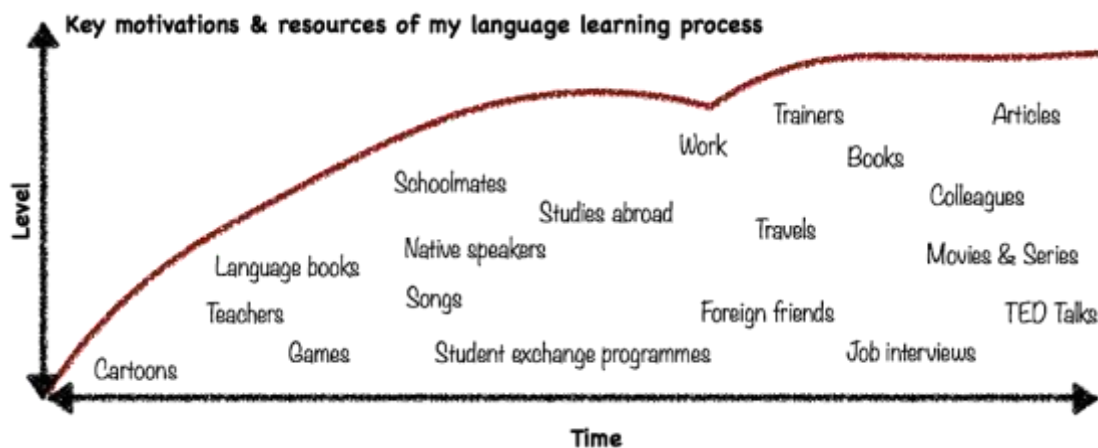 Key motivations & resources of my language learning process
Trainers
Articles
Work
Books
Schoolmates
Colleagues
Studies abroad
Level
Travels
Native speakers
Movies & Series
Language books
Songs
Teachers
Foreign friends
TED Talks
Games
Student exchange programmes
Job interviews
Cartoons
Time